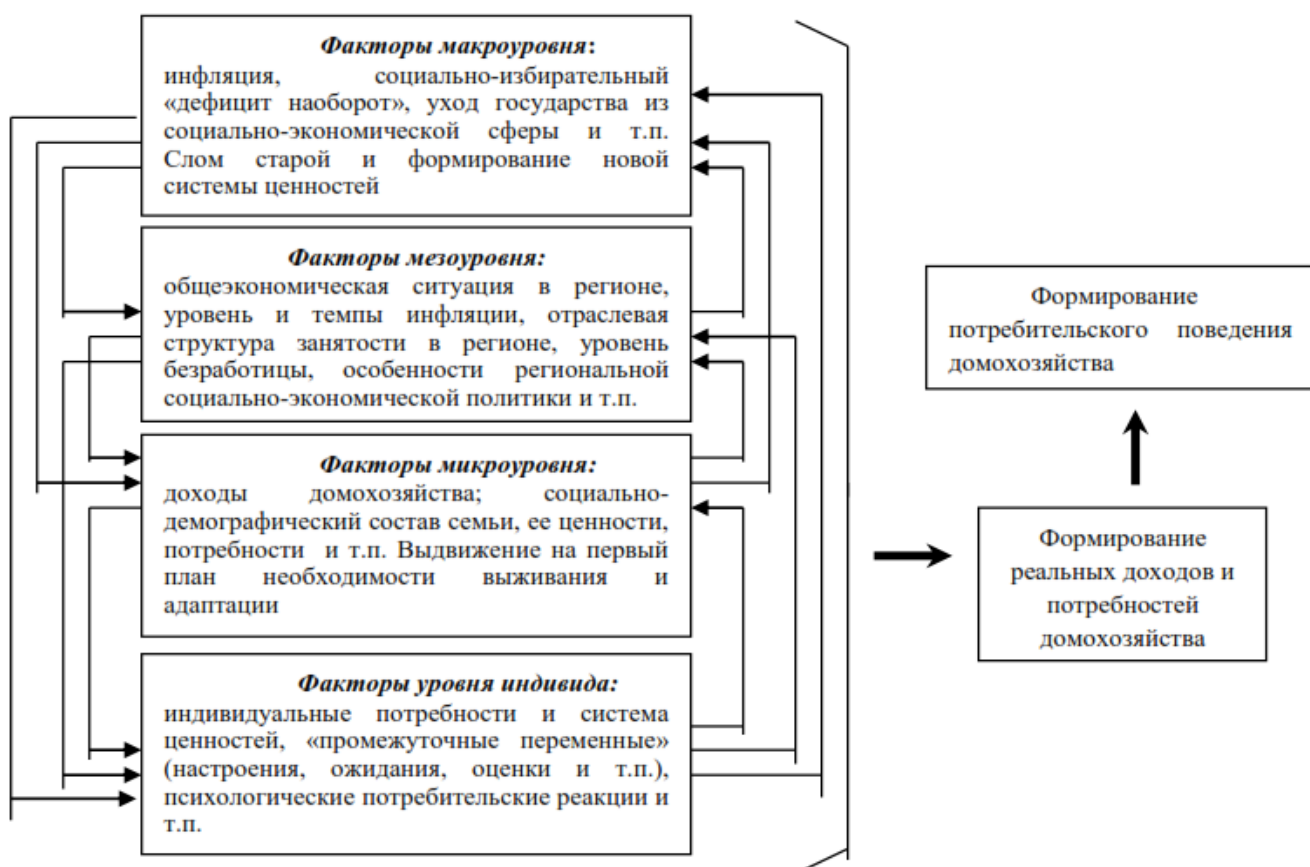 Факторы макроуровня:
инфляция, социально-избирательный
«дефицит наоборот», уход государства из
социально-экономической сферы и т.п.
Слом старой и формирование новой
системы ценностей
Факторы мезоуровня:
общеэкономическая ситуация в регионе,
уровень и темпы инфляции, отраслевая
структура занятости в регионе, уровень
безработицы, особенности региональной
социально-экономической политики и т.п.
Факторы микроуровня:
доходы домохозяйства; социально-
демографический состав семьи, ее ценности,
потребности и т.п. Выдвижение на первый
план необходимости выживания и
адаптации
Факторы уровня индивида:
индивидуальные потребности и система
ценностей, «промежуточные переменные»
(настроения, ожидания, оценки и т.п.),
психологические потребительские реакции и
т.п.
Формирование
потребительского поведения
домохозяйства
Формирование
реальных доходов и
потребностей
домохозяйства